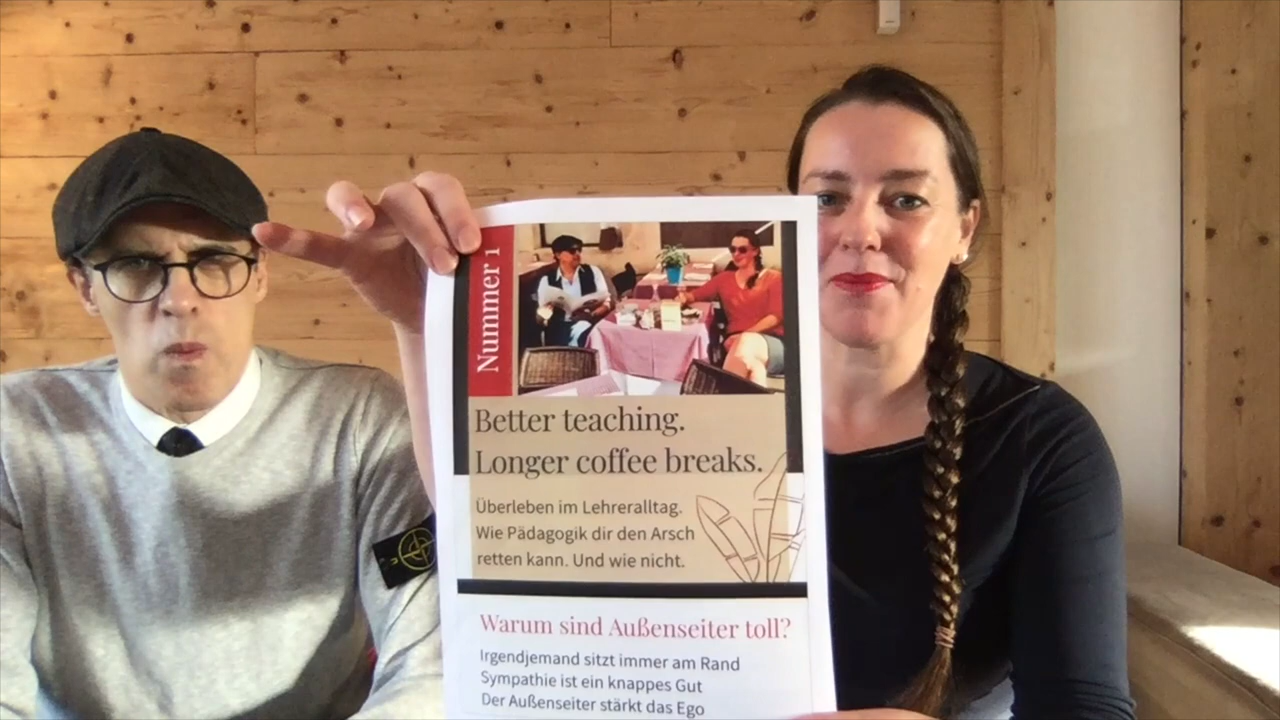 Nummer 1
Better teaching.
Longer coffee breaks.
Überleben im Lehreralltag.
Wie Pädagogik dir den Arsch
retten kann. Und wie nicht.
Warum sind Außenseiter toll?
Irgendjemand sitzt immer am Rand
Sympathie ist ein knappes Gut
Der Außenseiter stärkt das Ego